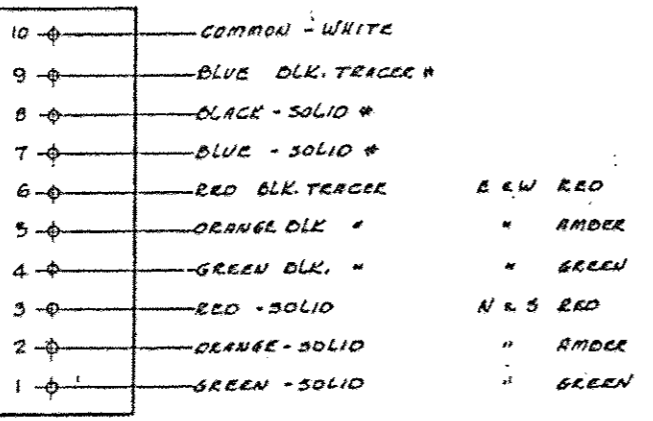 10 COMMON - WHITE
9 BLUE BLK. TRACER #
8 BLACK - SOLID #
7 BLUE - SOLID #
6 RED BLK. TRACER E & W RED
5 ORANGE BLK " " AMBER
4 GREEN BLK. " " GREEN
3 RED - SOLID N & S RED
2 ORANGE - SOLID " AMBER
1 GREEN - SOLID " GREEN